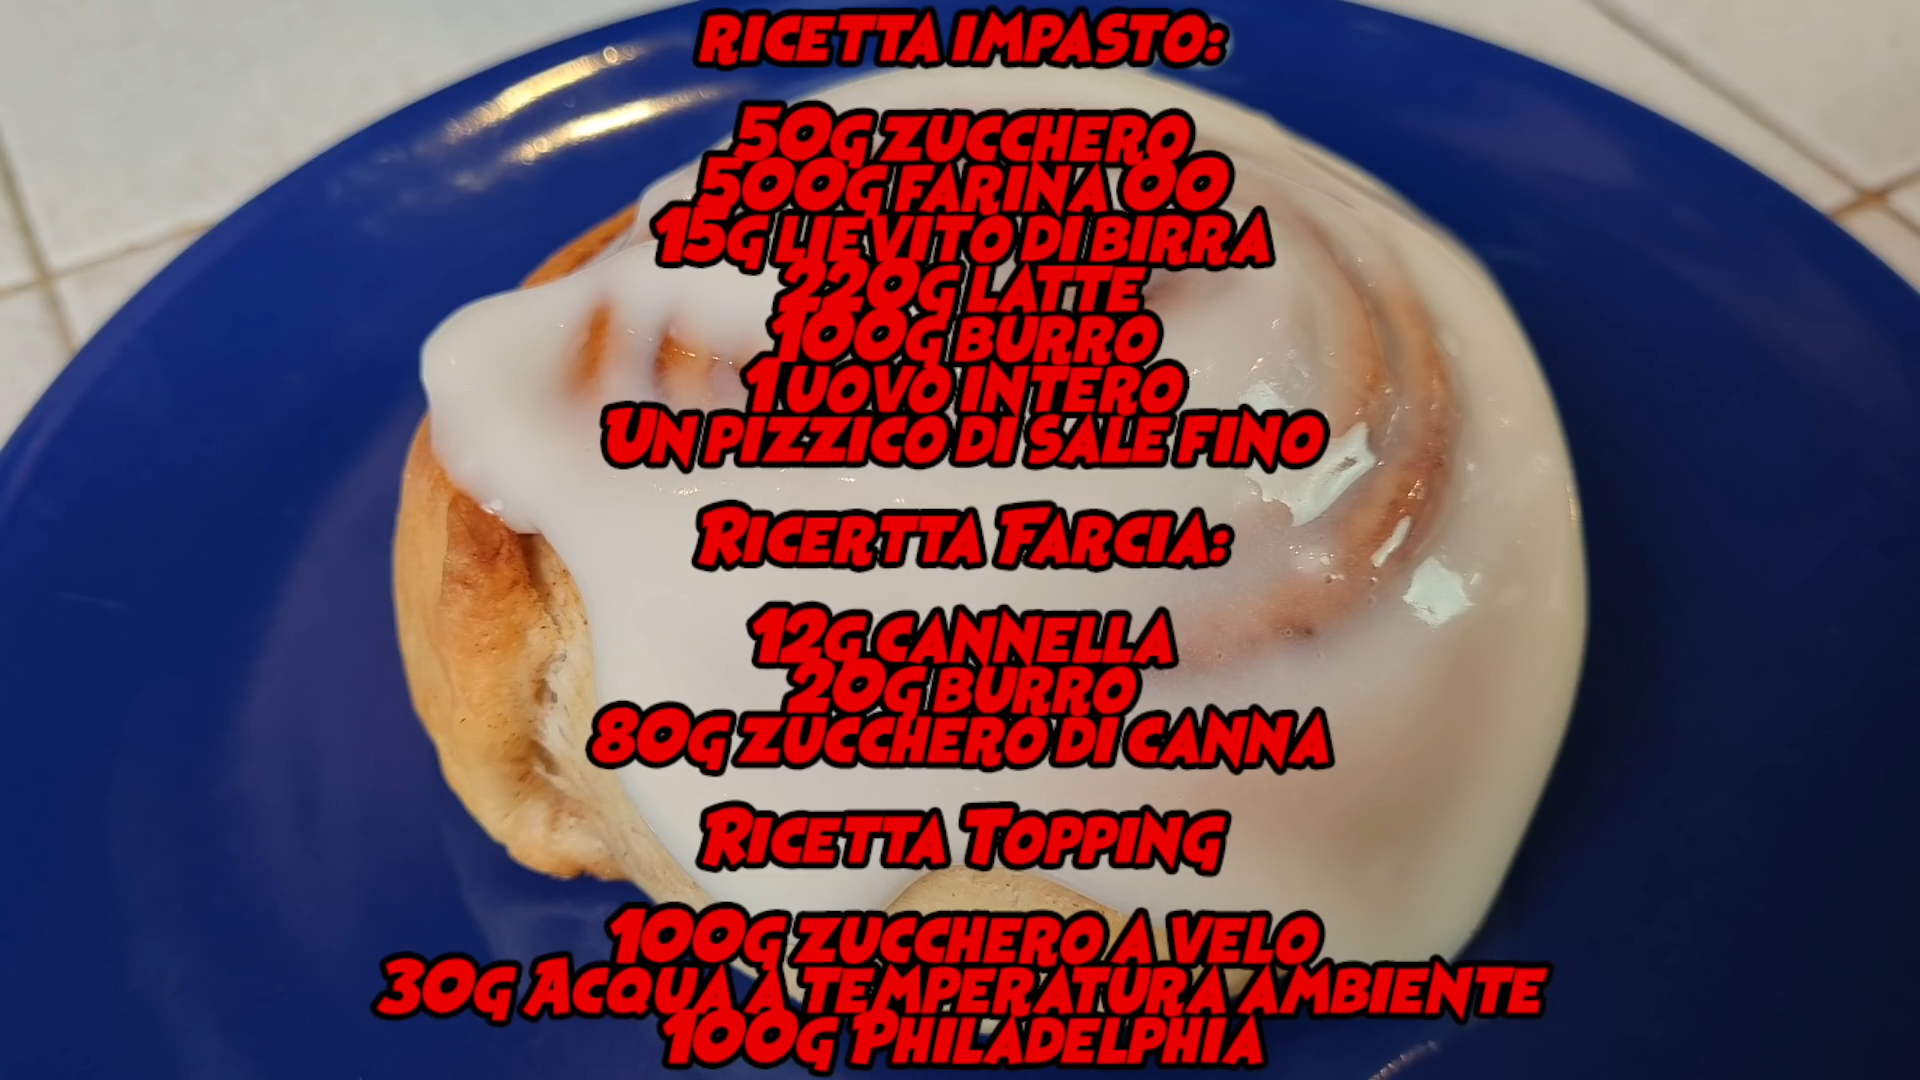 RICETTA IMPASTO:
50G ZUCCHERO
500G FARINA 00
15G LIEVITO DI BIRRA
220G LATTE
100G BURRO
1 UOVO INTERO
UN PIZZICO DI SALE FINO
RICERTTA FARCIA:
12G CANNELLA
20G BURRO
80G ZUCCHERO DI CANNA
RICETTA TOPPING
100G ZUCCHERO A VELO
30G ACQUA A TEMPERATURA AMBIENTE
100G PHILADELPHIA